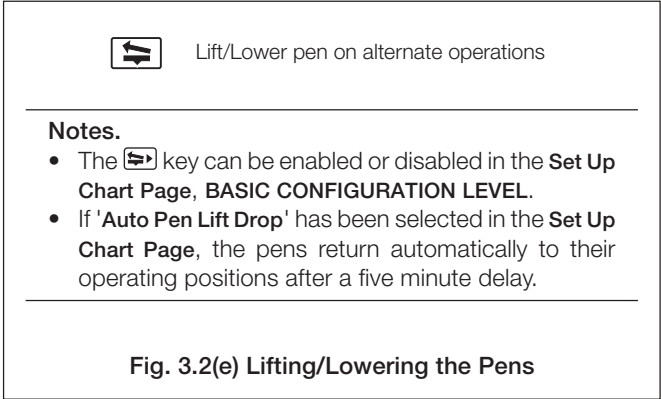 Lift/Lower pen on alternate operations
Notes.
• The key can be enabled or disabled in the Set Up
Chart Page, BASIC CONFIGURATION LEVEL.
• If 'Auto Pen Lift Drop' has been selected in the Set Up
Chart Page, the pens return automatically to their
operating positions after a five minute delay.
Fig. 3.2(e) Lifting/Lowering the Pens